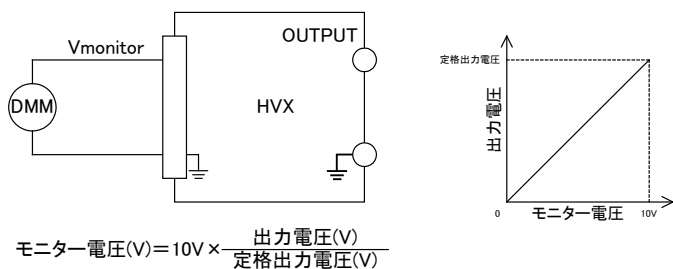 Vmonitor
OUTPUT
DMM
HVX
定格出力電圧
出力電圧
0
モニター電圧
10V
モニター電圧(V)=10V×出力電圧(V)/定格出力電圧(V)